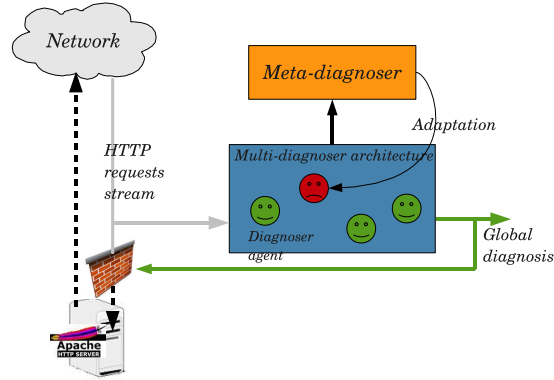 Network
Meta-diagnoser
Adaptation
HTTP
requests
stream
Multi-diagnoser architecture
Diagnoser
agent
Global
diagnosis
Apache
HTTP SERVER